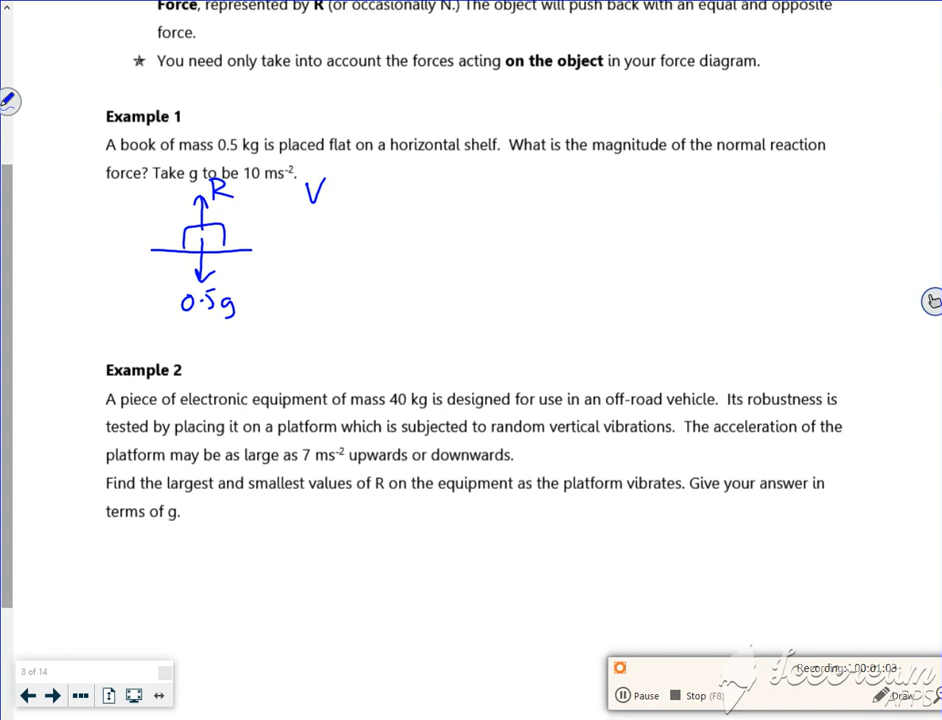 Force, represented by R (or occasionally N.) The object will push back with an equal and opposite
force.
★ You need only take into account the forces acting on the object in your force diagram.
Example 1
A book of mass 0.5 kg is placed flat on a horizontal shelf. What is the magnitude of the normal reaction
force? Take g to be 10 ms⁻².
R
V
0.5g
Example 2
A piece of electronic equipment of mass 40 kg is designed for use in an off-road vehicle. Its robustness is
tested by placing it on a platform which is subjected to random vertical vibrations. The acceleration of the
platform may be as large as 7 ms⁻² upwards or downwards.
Find the largest and smallest values of R on the equipment as the platform vibrates. Give your answer in
terms of g.
8 of 14
Recording: 00:01:03
Icecream
APPS
Pause
Stop (F8)
Draw